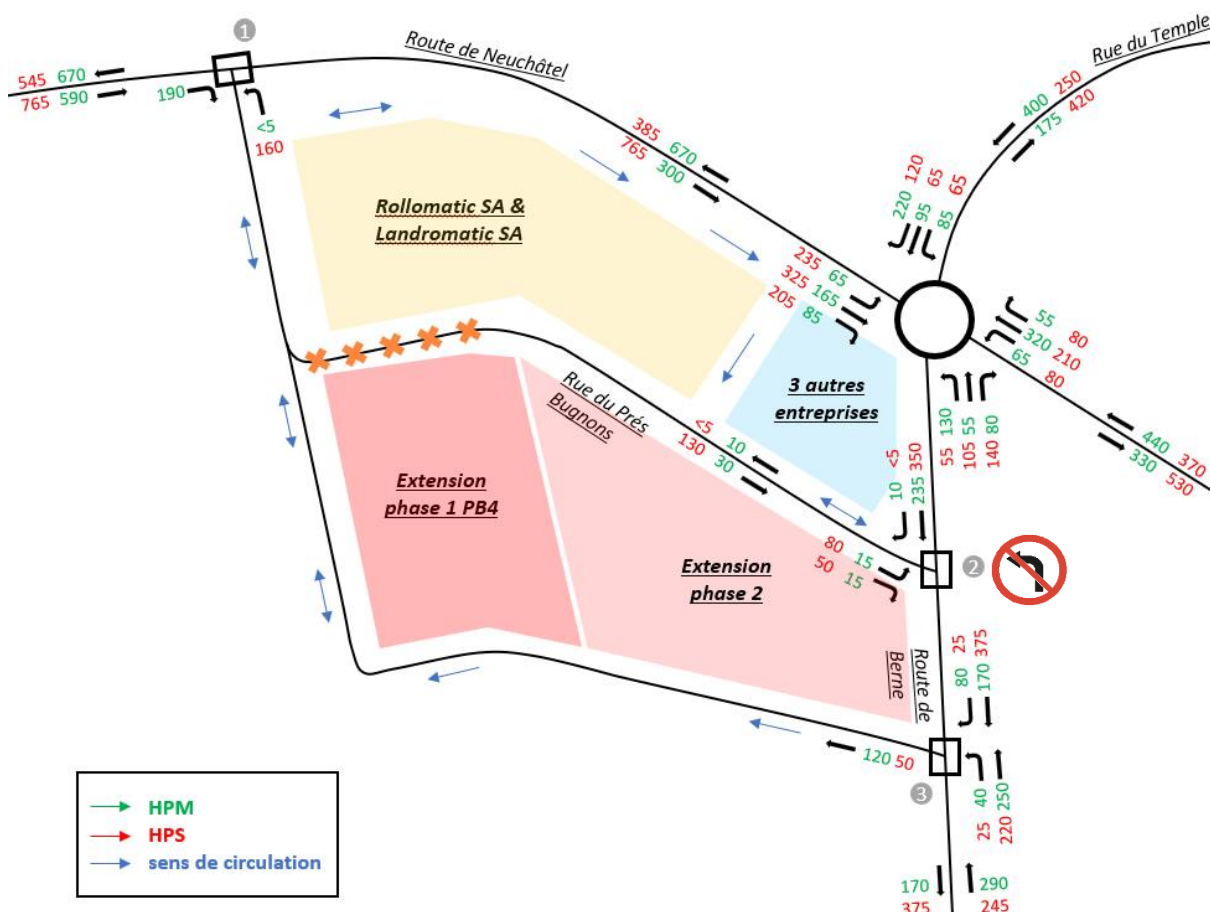 1
Route de Neuchâtel
Rue du Temple
545 670
765 590
190
<5
160
385
670
765
300
400 250
175 420
120 65 65
220 95 85
Rollomatic SA &
Landromatic SA
235 65
325 165
205 85
55 80
320 210
65 80
3 autres
entreprises
130 55 80
55 105 140
440 370
330 530
Rue du Prés
Bugnons
<5 10
130 30
<5 350
10 235
Extension
phase 1 PB4
Extension
phase 2
80 15
50 15
2
25 375
80 170
Route de
Berne
120 50
3
40 250
25 220
170 290
375 245
HPM
HPS
sens de circulation